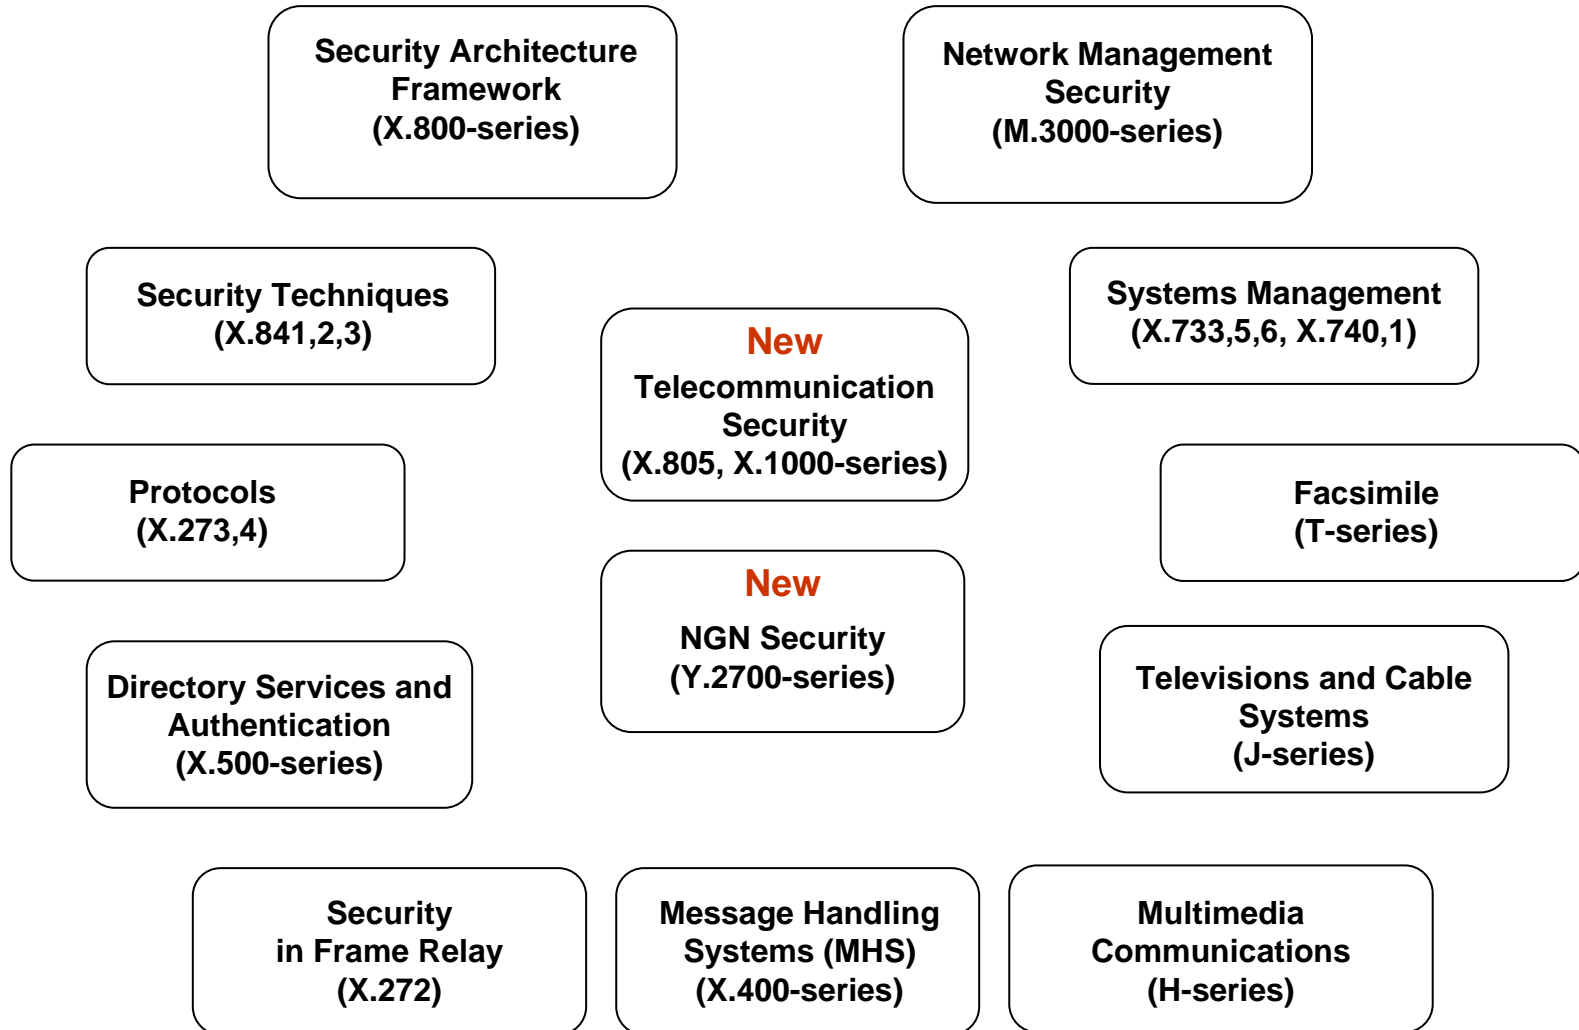 Security Architecture
Framework
(X.800-series)
Network Management
Security
(M.3000-series)
Security Techniques
(X.841,2,3)
New
Telecommunication
Security
(X.805, X.1000-series)
Systems Management
(X.733,5,6, X.740,1)
Protocols
(X.273,4)
Facsimile
(T-series)
New
NGN Security
(Y.2700-series)
Directory Services and
Authentication
(X.500-series)
Televisions and Cable
Systems
(J-series)
Security
in Frame Relay
(X.272)
Message Handling
Systems (MHS)
(X.400-series)
Multimedia
Communications
(H-series)